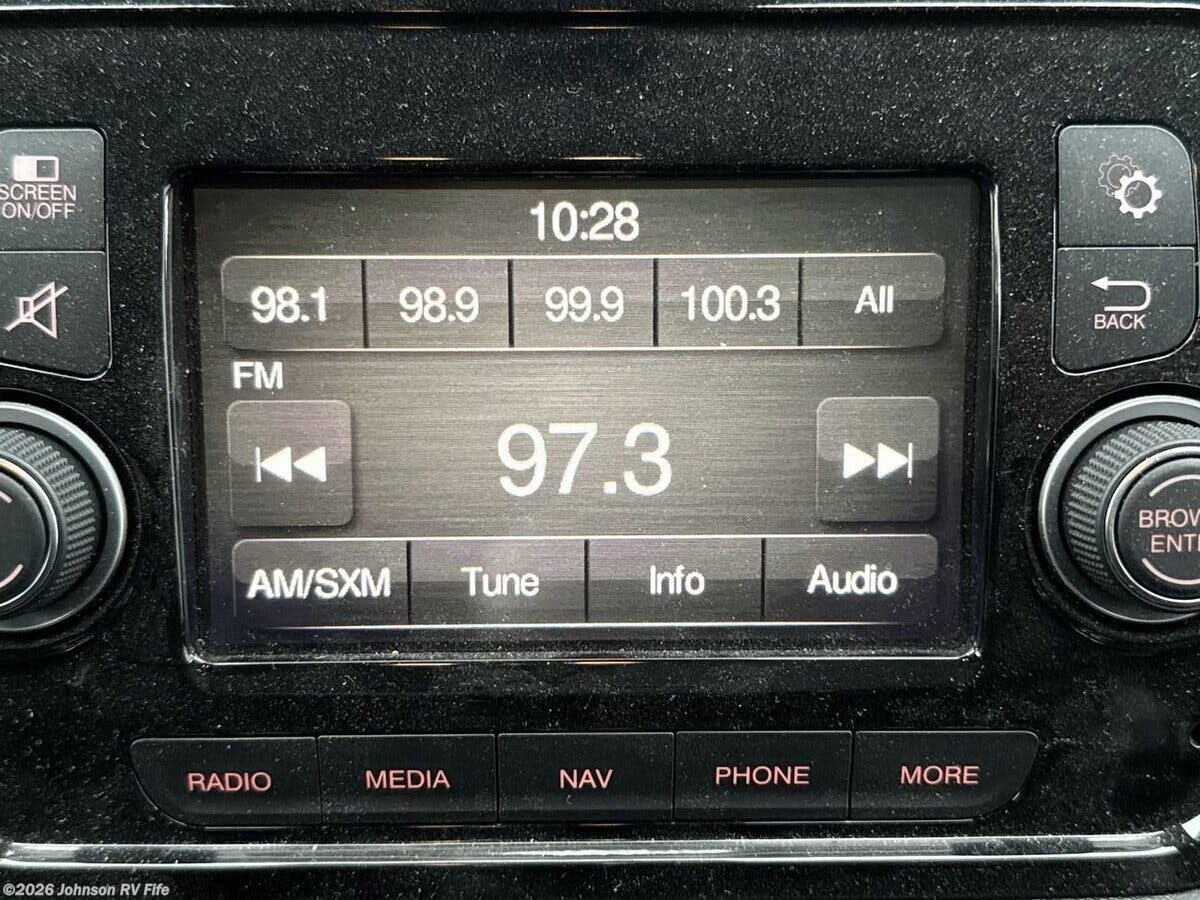 10:28
SCREEN
ON/OFF
98.1 98.9 99.9 100.3 All
BACK
FM
97.3
AM/SXM Tune Info Audio
RADIO MEDIA NAV PHONE MORE
©2026 Johnson RV Fife